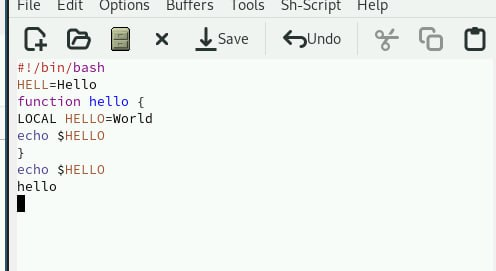 File Edit Options Buffers Tools Sh-Script Help
Save Undo
#!/bin/bash
HELL=Hello
function hello {
LOCAL HELLO=World
echo $HELLO
}
echo $HELLO
hello